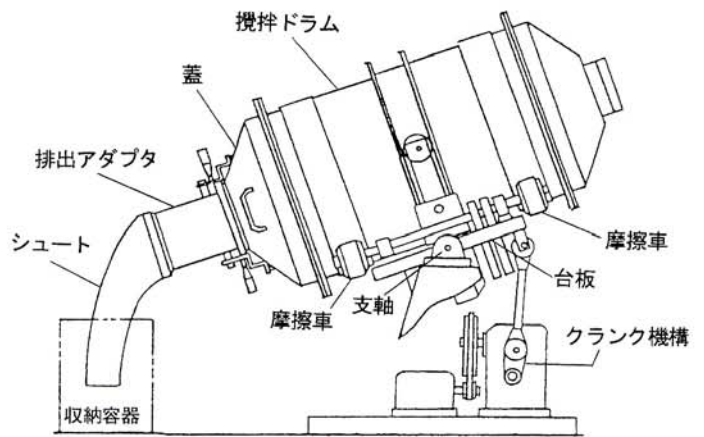 攪拌ドラム
蓋
排出アダプタ
シュート
摩擦車
台板
支軸
摩擦車
クランク機構
収納容器